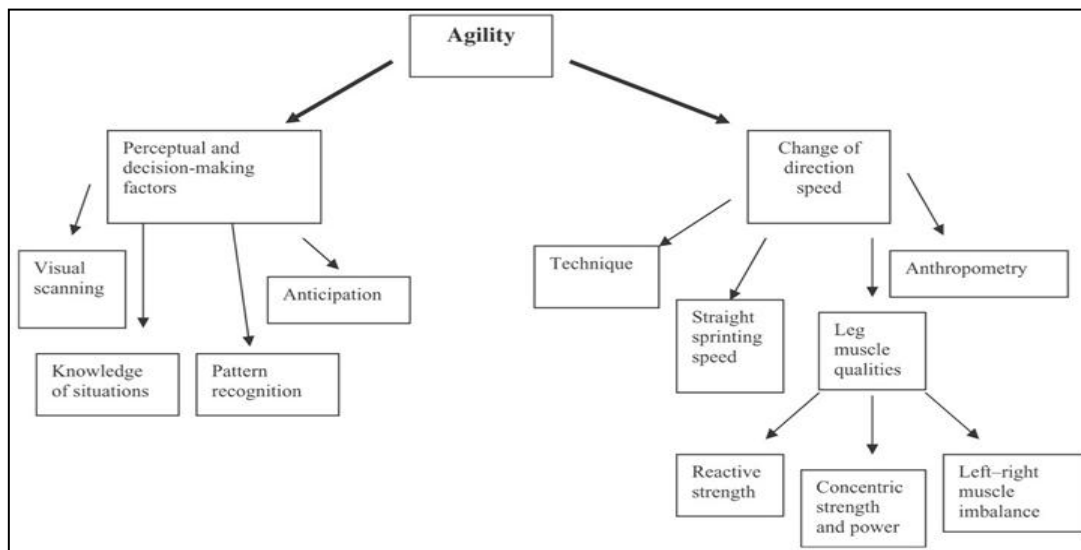 Agility
Perceptual and
decision-making
factors
Change of
direction
speed
Visual
scanning
Knowledge
of situations
Pattern
recognition
Anticipation
Technique
Straight
sprinting
speed
Leg
muscle
qualities
Anthropometry
Reactive
strength
Concentric
strength
and power
Left–right
muscle
imbalance